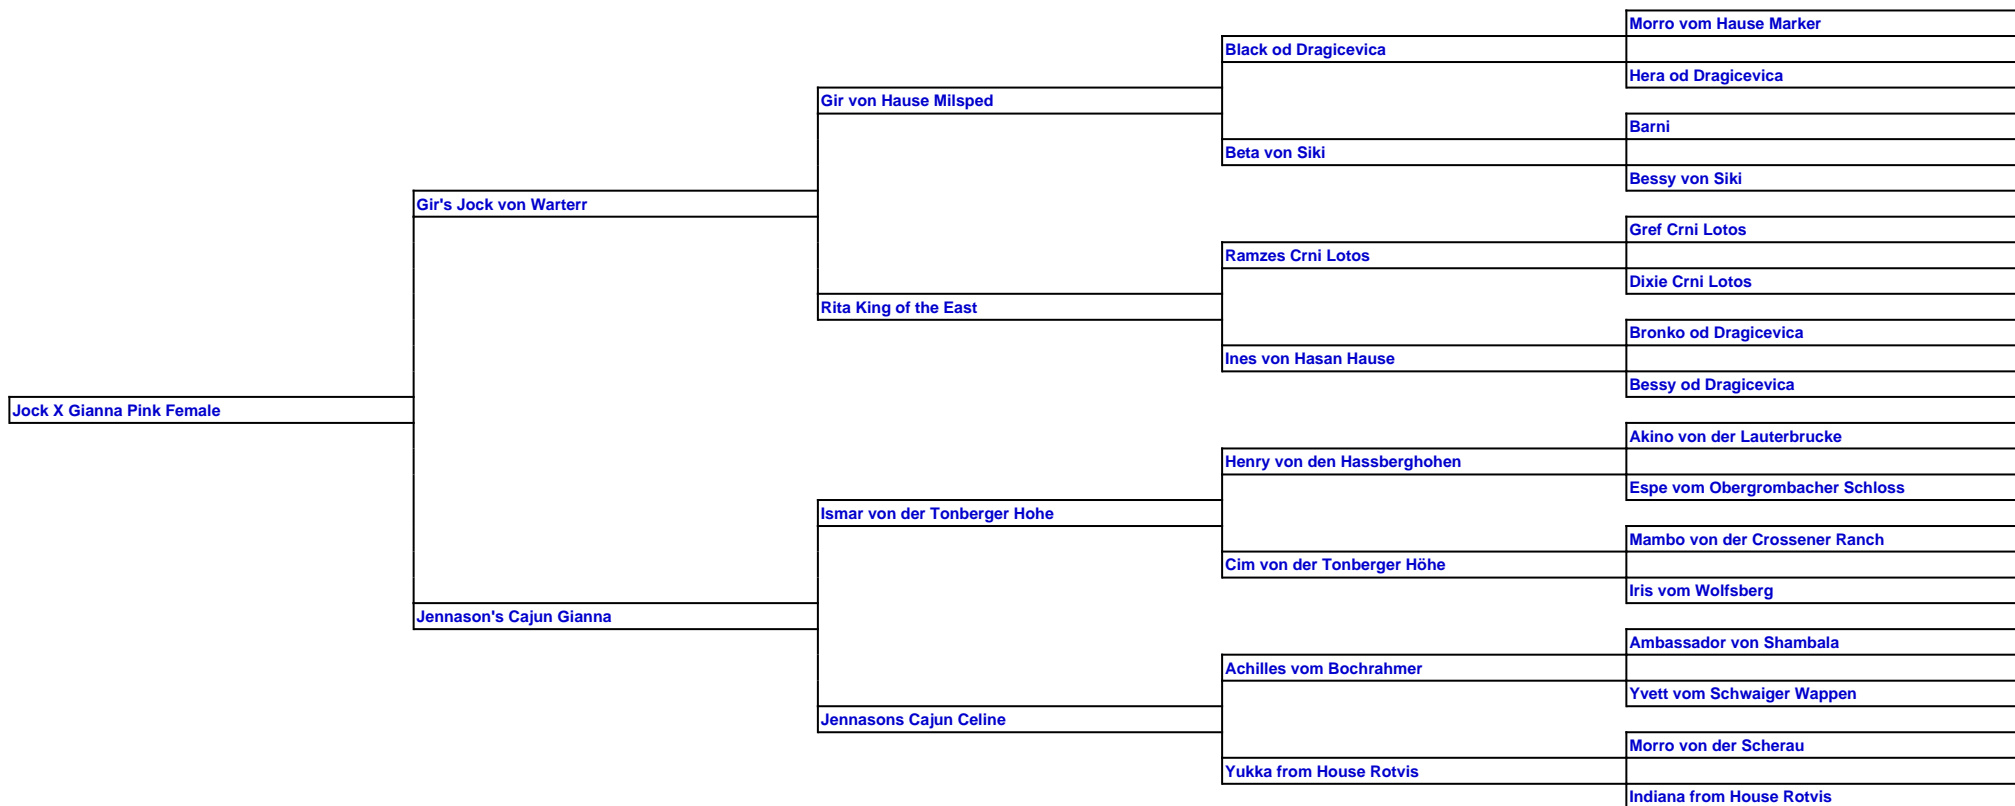 Morro vom Hause Marker
Black od Dragicevica
Hera od Dragicevica
Gir von Hause Milsped
Barni
Beta von Siki
Bessy von Siki
Gir's Jock von Warterr
Gref Crni Lotos
Ramzes Crni Lotos
Dixie Crni Lotos
Rita King of the East
Bronko od Dragicevica
Ines von Hasan Hause
Bessy od Dragicevica
Jock X Gianna Pink Female
Akino von der Lauterbrucke
Henry von den Hassberghohen
Espe vom Obergrombacher Schloss
Ismar von der Tonberger Hohe
Mambo von der Crossener Ranch
Cim von der Tonberger Höhe
Iris vom Wolfsberg
Jennason's Cajun Gianna
Ambassador von Shambala
Achilles vom Bochrahmer
Yvett vom Schwaiger Wappen
Jennasons Cajun Celine
Morro von der Scherau
Yukka from House Rotvis
Indiana from House Rotvis